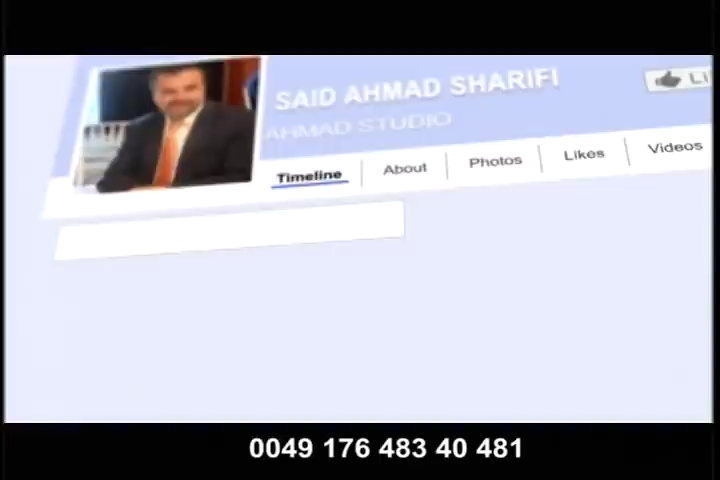 SAID AHMAD SHARIFI
AHMAD STUDIO
Timeline About Photos Likes Videos
0049 176 483 40 481